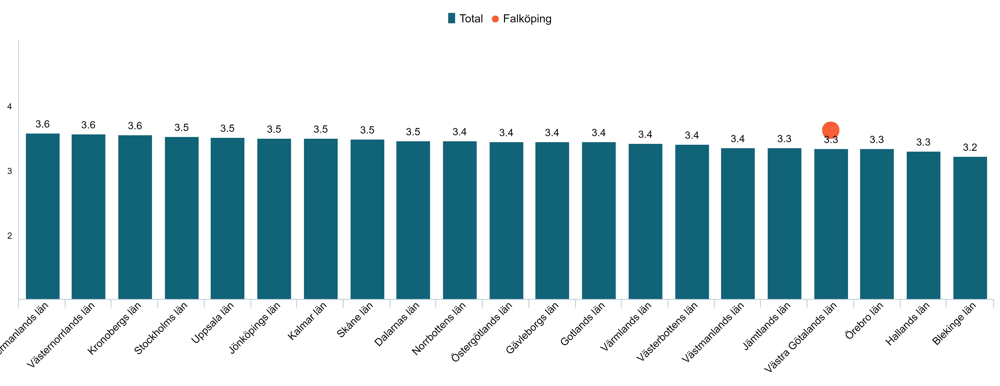 Total Falköping
4
3
2
3.6 3.6 3.6 3.5 3.5 3.5 3.5 3.5 3.5 3.4 3.4 3.4 3.4 3.4 3.4 3.4 3.3 3.3 3.3 3.3 3.2
ermanlands län
Västernorrlands län
Kronobergs län
Stockholms län
Uppsala län
Jönköpings län
Kalmar län
Skåne län
Dalarnas län
Norrbottens län
Östergötlands län
Gävleborgs län
Gotlands län
Värmlands län
Västerbottens län
Västmanlands län
Jämtlands län
Västra Götalands län
Örebro län
Hallands län
Blekinge län